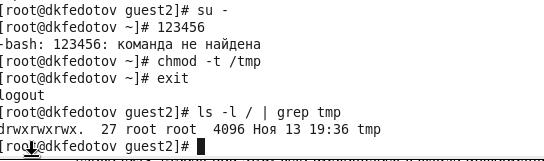 [root@dkfedotov guest2]# su -
[root@dkfedotov ~]# 123456
-bash: 123456: команда не найдена
[root@dkfedotov ~]# chmod -t /tmp
[root@dkfedotov ~]# exit
logout
[root@dkfedotov guest2]# ls -l / | grep tmp
drwxrwxrwx.  27 root root  4096 Ноя 13 19:36 tmp
[root@dkfedotov guest2]#